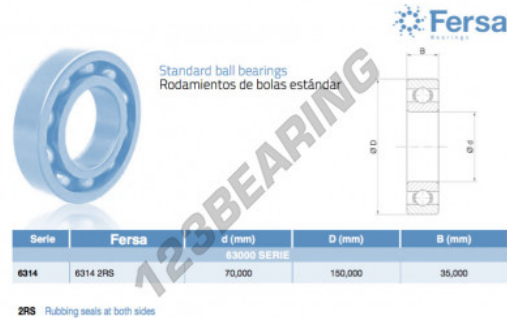 Fersa
Bearings
Standard ball bearings
Rodamientos de bolas estándar
B
Ø D
Ø d
123BEARING
Serie Fersa d (mm) D (mm) B (mm)
63000 SERIE
6314 6314 2RS 70,000 150,000 35,000
2RS Rubbing seals at both sides